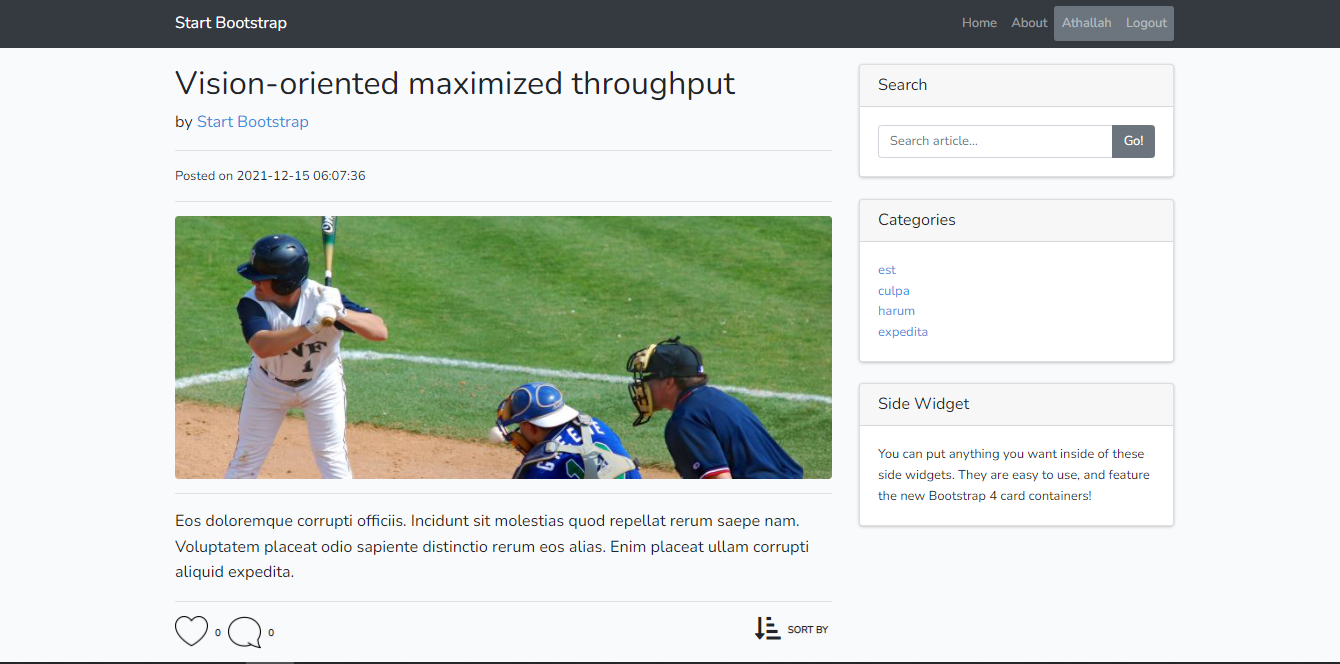 Start Bootstrap
Home About Athallah Logout
Vision-oriented maximized throughput
by Start Bootstrap
Posted on 2021-12-15 06:07:36
1
Eos doloremque corrupti officiis. Incidunt sit molestias quod repellat rerum saepe nam.
Voluptatem placeat odio sapiente distinctio rerum eos alias. Enim placeat ullam corrupti
aliquid expedita.
0 0
SORT BY
Search
Search article...
Go!
Categories
est
culpa
harum
expedita
Side Widget
You can put anything you want inside of these
side widgets. They are easy to use, and feature
the new Bootstrap 4 card containers!